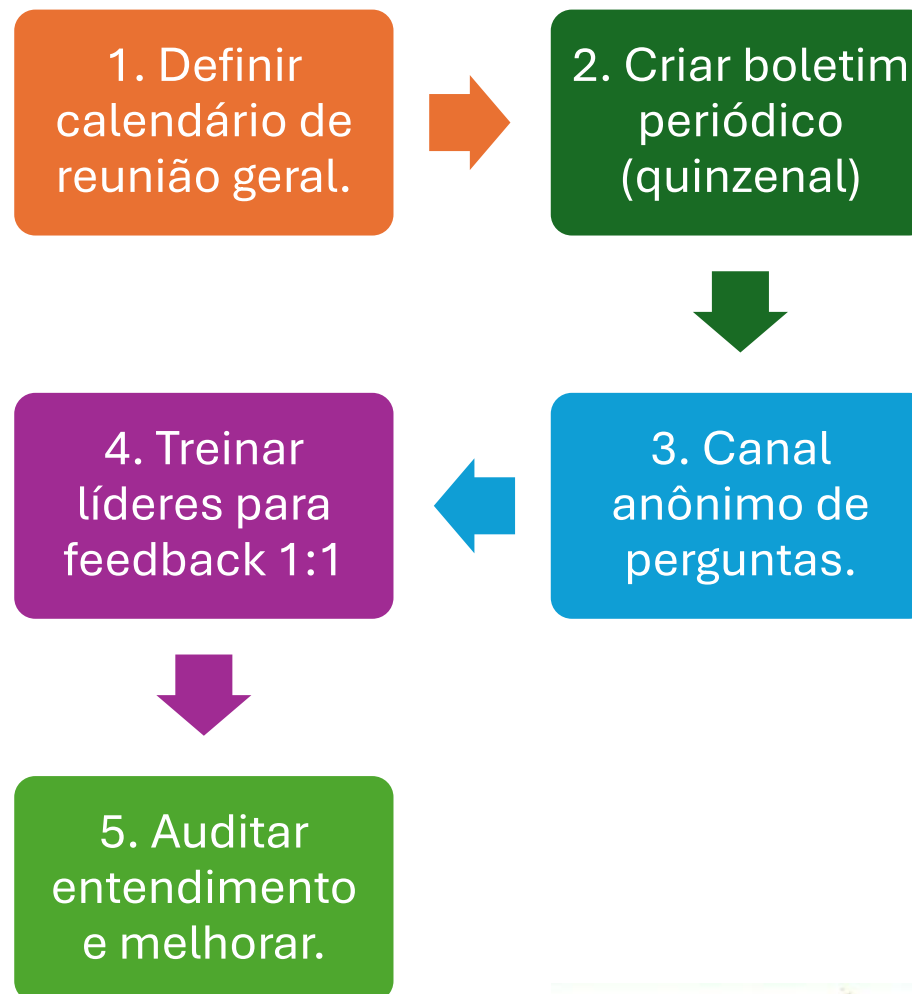 1. Definir
calendário de
reunião geral.
2. Criar boletim
periódico
(quinzenal)
3. Canal
anônimo de
perguntas.
4. Treinar
líderes para
feedback 1:1
5. Auditar
entendimento
e melhorar.